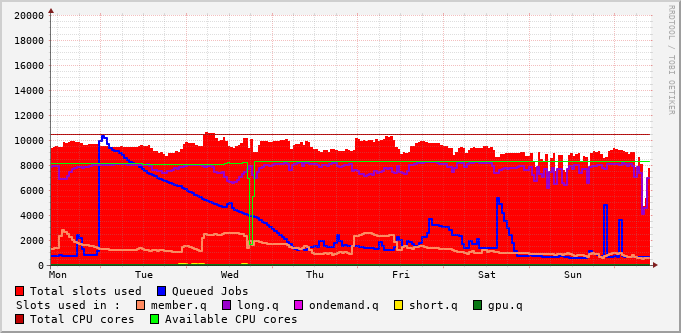 20000
18000
16000
14000
12000
10000
8000
6000
4000
2000
0
Mon Tue Wed Thu Fri Sat Sun
Total slots used Queued Jobs
Slots used in : member.q long.q ondemand.q short.q gpu.q
Total CPU cores Available CPU cores
RRDTOOL / TOBI OETIKER